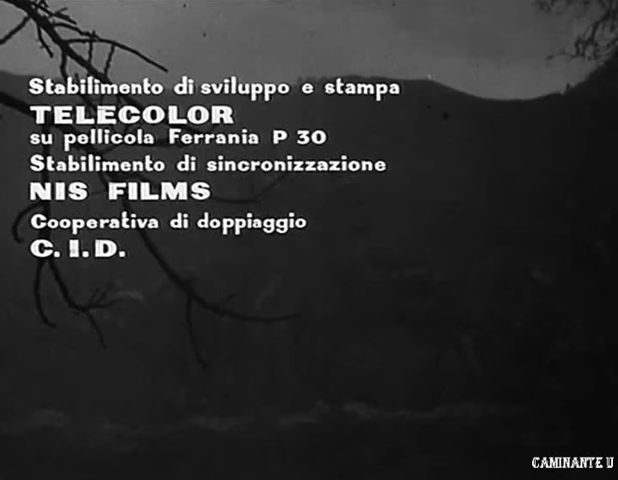 Stabilimento di sviluppo e stampa
TELECOLOR
su pellicola Ferrania P 30
Stabilimento di sincronizzazione
NIS FILMS
Cooperativa di doppiaggio
C. I. D.
CAMINANTE U